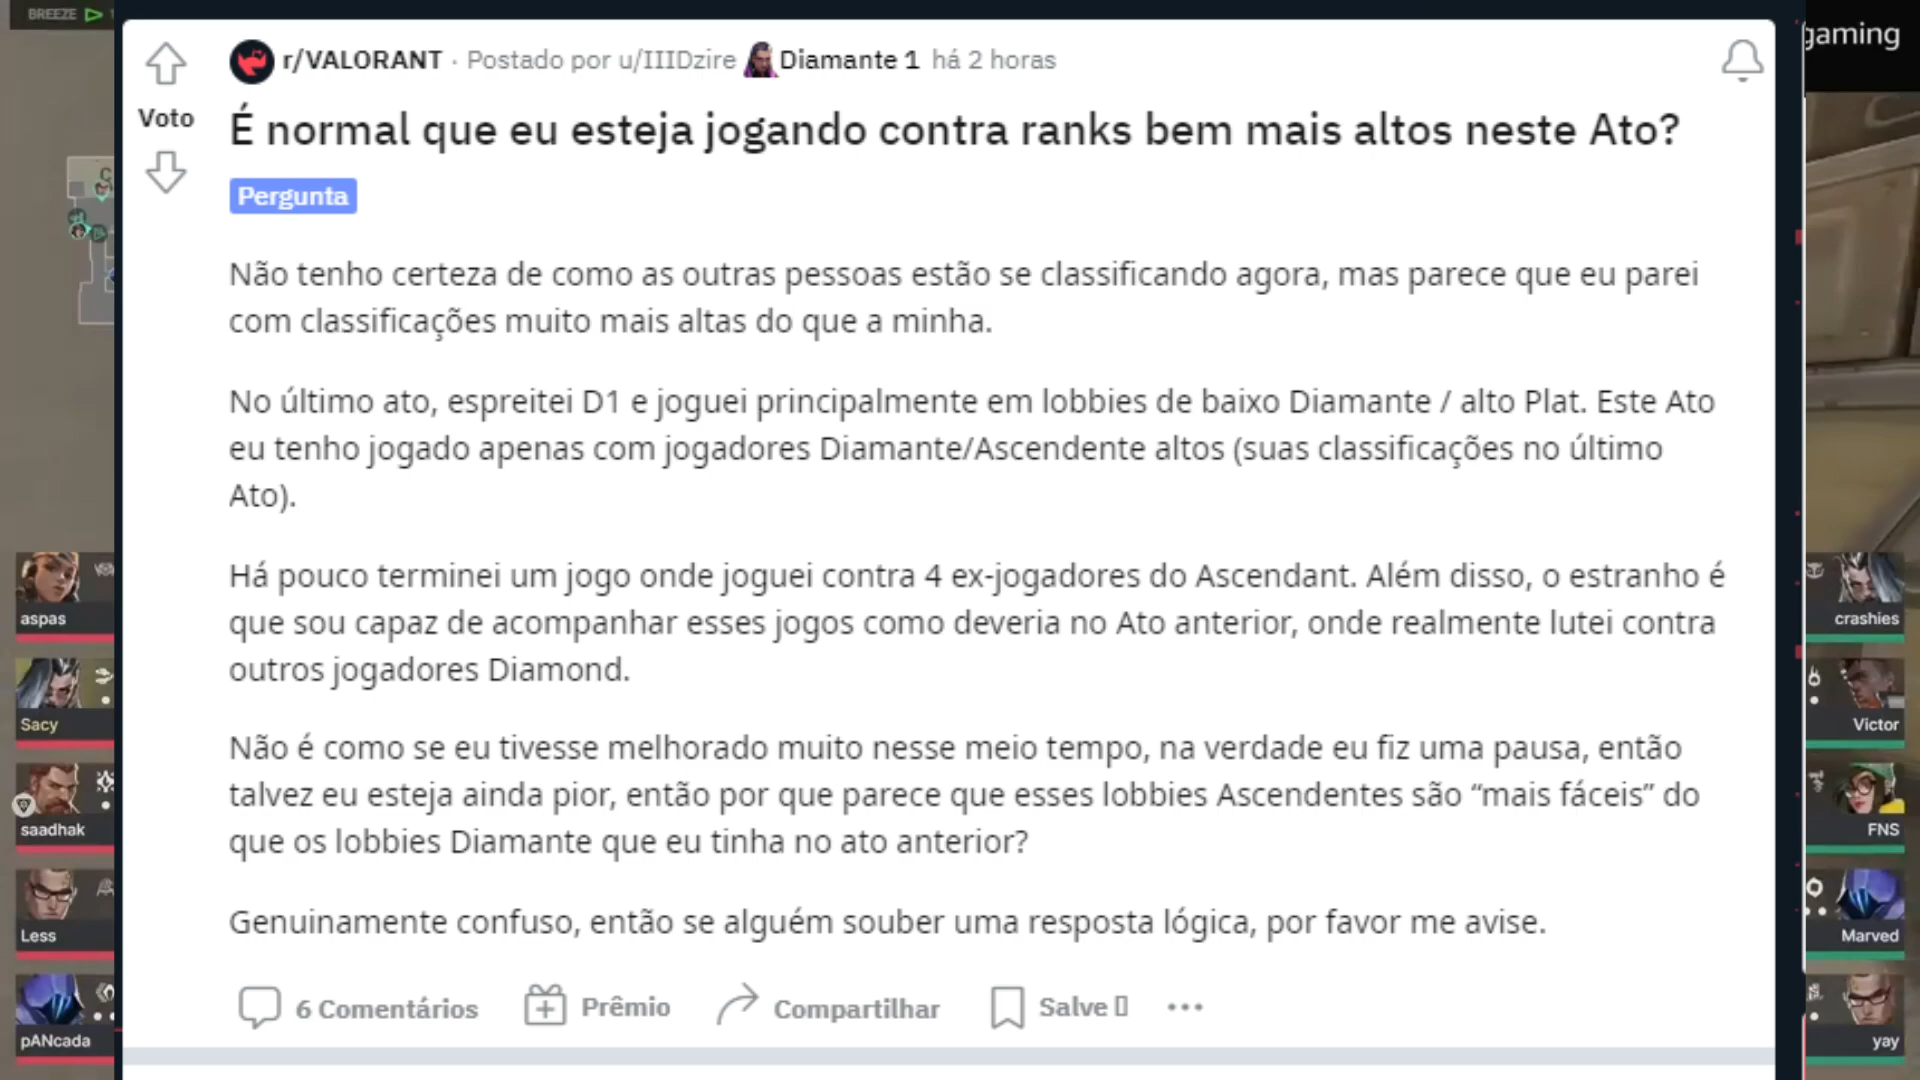 BREEZE
gaming
r/VALORANT · Postado por u/IIIDzire Diamante 1 há 2 horas
Voto
É normal que eu esteja jogando contra ranks bem mais altos neste Ato?
Pergunta
Não tenho certeza de como as outras pessoas estão se classificando agora, mas parece que eu parei
com classificações muito mais altas do que a minha.
No último ato, espreitei D1 e joguei principalmente em lobbies de baixo Diamante / alto Plat. Este Ato
eu tenho jogado apenas com jogadores Diamante/Ascendente altos (suas classificações no último
Ato).
Há pouco terminei um jogo onde joguei contra 4 ex-jogadores do Ascendant. Além disso, o estranho é
que sou capaz de acompanhar esses jogos como deveria no Ato anterior, onde realmente lutei contra
outros jogadores Diamond.
Não é como se eu tivesse melhorado muito nesse meio tempo, na verdade eu fiz uma pausa, então
talvez eu esteja ainda pior, então por que parece que esses lobbies Ascendentes são “mais fáceis” do
que os lobbies Diamante que eu tinha no ato anterior?
Genuinamente confuso, então se alguém souber uma resposta lógica, por favor me avise.
6 Comentários Prêmio Compartilhar Salve ...
aspas
Sacy
saadhak
Less
pANcada
crashies
Victor
FNS
Marved
yay